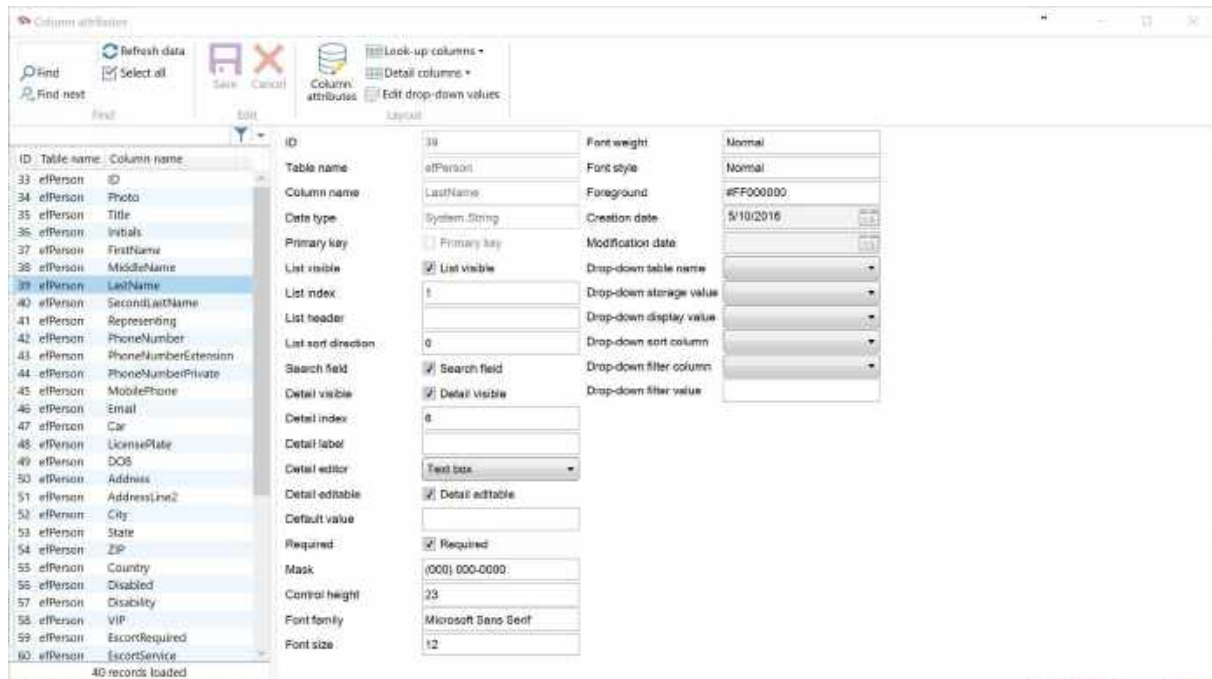 Column attributes
Refresh data
Find
Select all
Find next
Save
Cancel
Column attributes
Look-up columns
Detail columns
Edit drop-down values
Find
Edit
Layout
ID Table name Column name
33 efPerson ID
34 efPerson Photo
35 efPerson Title
36 efPerson Initials
37 efPerson FirstName
38 efPerson MiddleName
39 efPerson LastName
40 efPerson SecondLastName
41 efPerson Representing
42 efPerson PhoneNumber
43 efPerson PhoneNumberExtension
44 efPerson PhoneNumberPrivate
45 efPerson MobilePhone
46 efPerson Email
47 efPerson Car
48 efPerson LicensePlate
49 efPerson DOB
50 efPerson Address
51 efPerson AddressLine2
52 efPerson City
53 efPerson State
54 efPerson ZIP
55 efPerson Country
56 efPerson Disabled
57 efPerson Disability
58 efPerson VIP
59 efPerson EscortRequired
60 efPerson EscortService
40 records loaded
ID 39
Table name efPerson
Column name LastName
Data type System.String
Primary key Primary key
List visible List visible
List index 1
List header
List sort direction 0
Search field Search field
Detail visible Detail visible
Detail index 6
Detail label
Detail editor Text box
Detail editable Detail editable
Default value
Required Required
Mask (000) 000-0000
Control height 23
Font family Microsoft Sans Serif
Font size 12
Font weight Normal
Font style Normal
Foreground #FF000000
Creation date 5/10/2016
Modification date
Drop-down table name
Drop-down storage value
Drop-down display value
Drop-down sort column
Drop-down filter column
Drop-down filter value